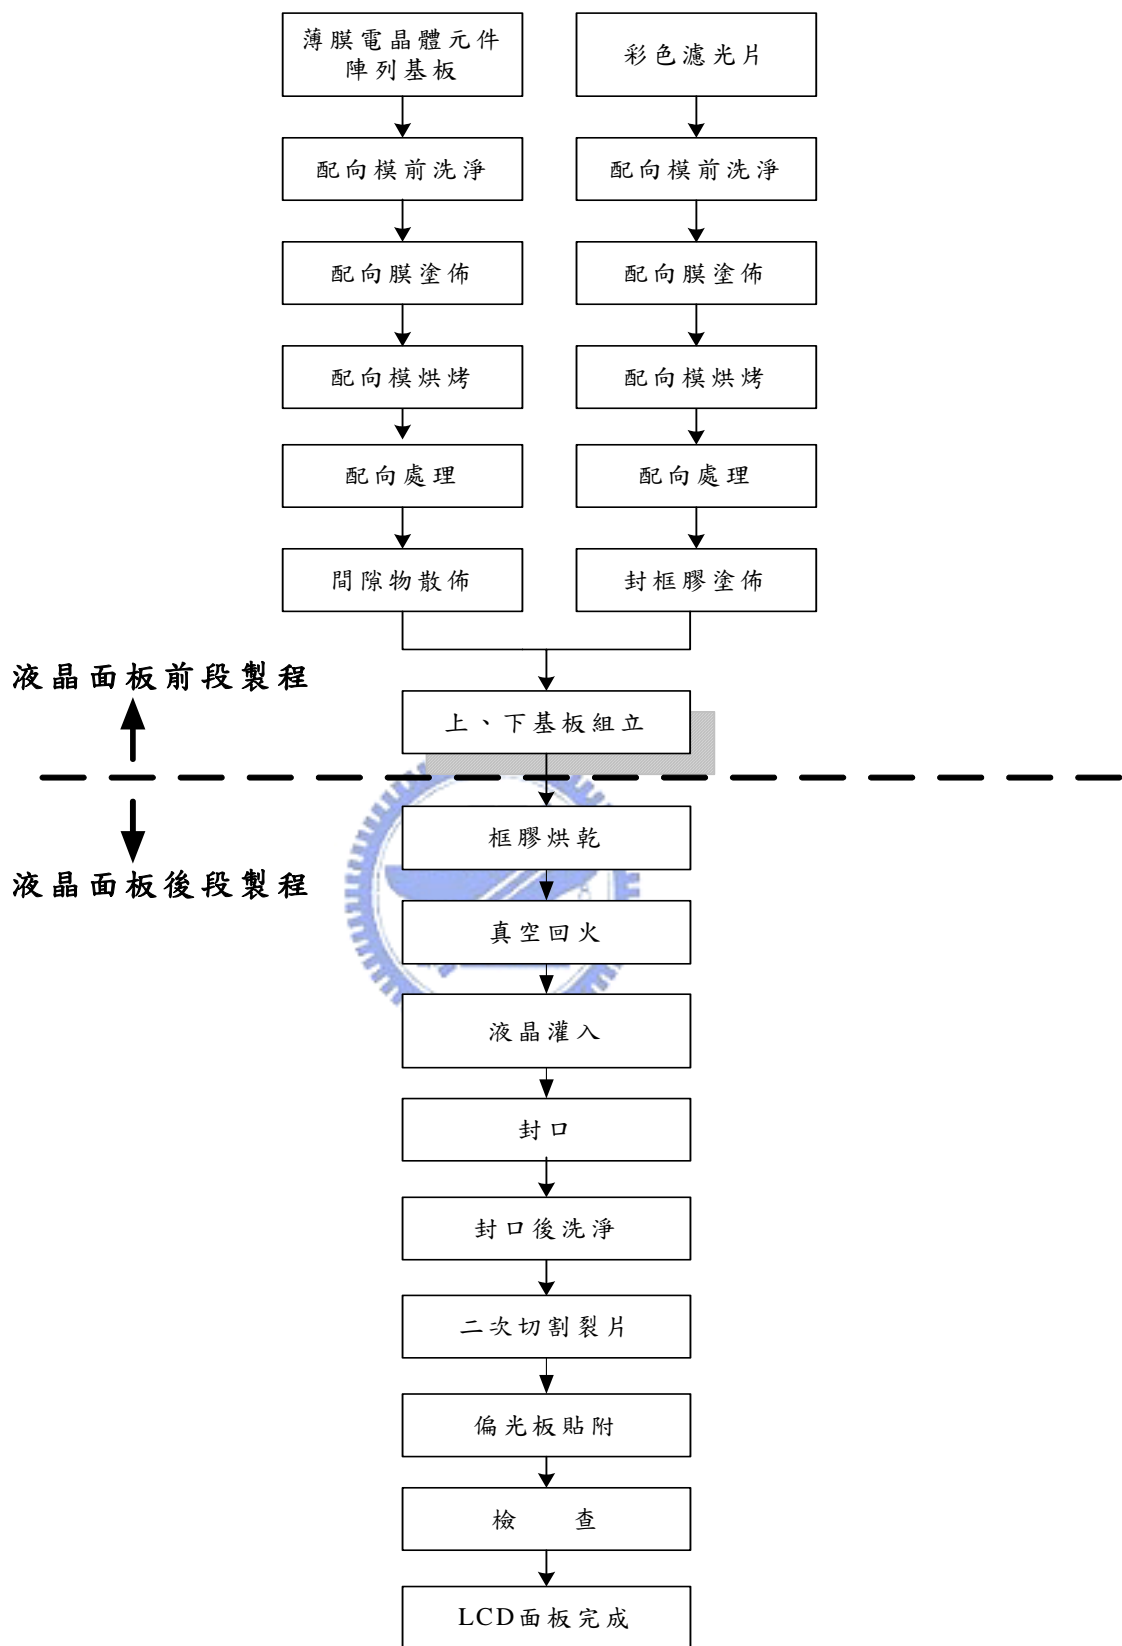 薄膜電晶體元件
陣列基板
彩色濾光片
配向模前洗淨
配向模前洗淨
配向膜塗佈
配向膜塗佈
配向模烘烤
配向模烘烤
配向處理
配向處理
間隙物散佈
封框膠塗佈
液晶面板前段製程
上、下基板組立
框膠烘乾
液晶面板後段製程
真空回火
液晶灌入
封口
封口後洗淨
二次切割裂片
偏光板貼附
檢 查
LCD面板完成